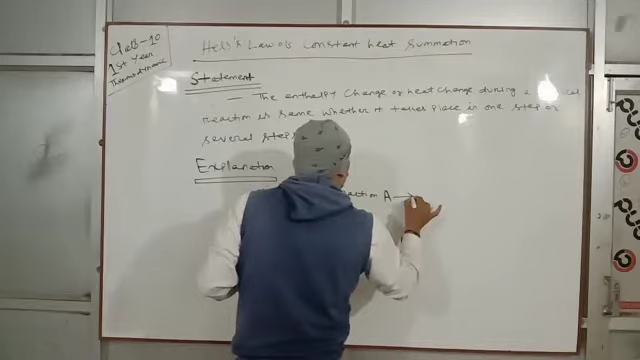 Class-10
1st Year
Thermodynamics
Hess's Law of Constant heat Summation
Statement
— The enthalpy change or heat change during a
reaction is same whether it takes place in one step or
several step
Explanation
A →